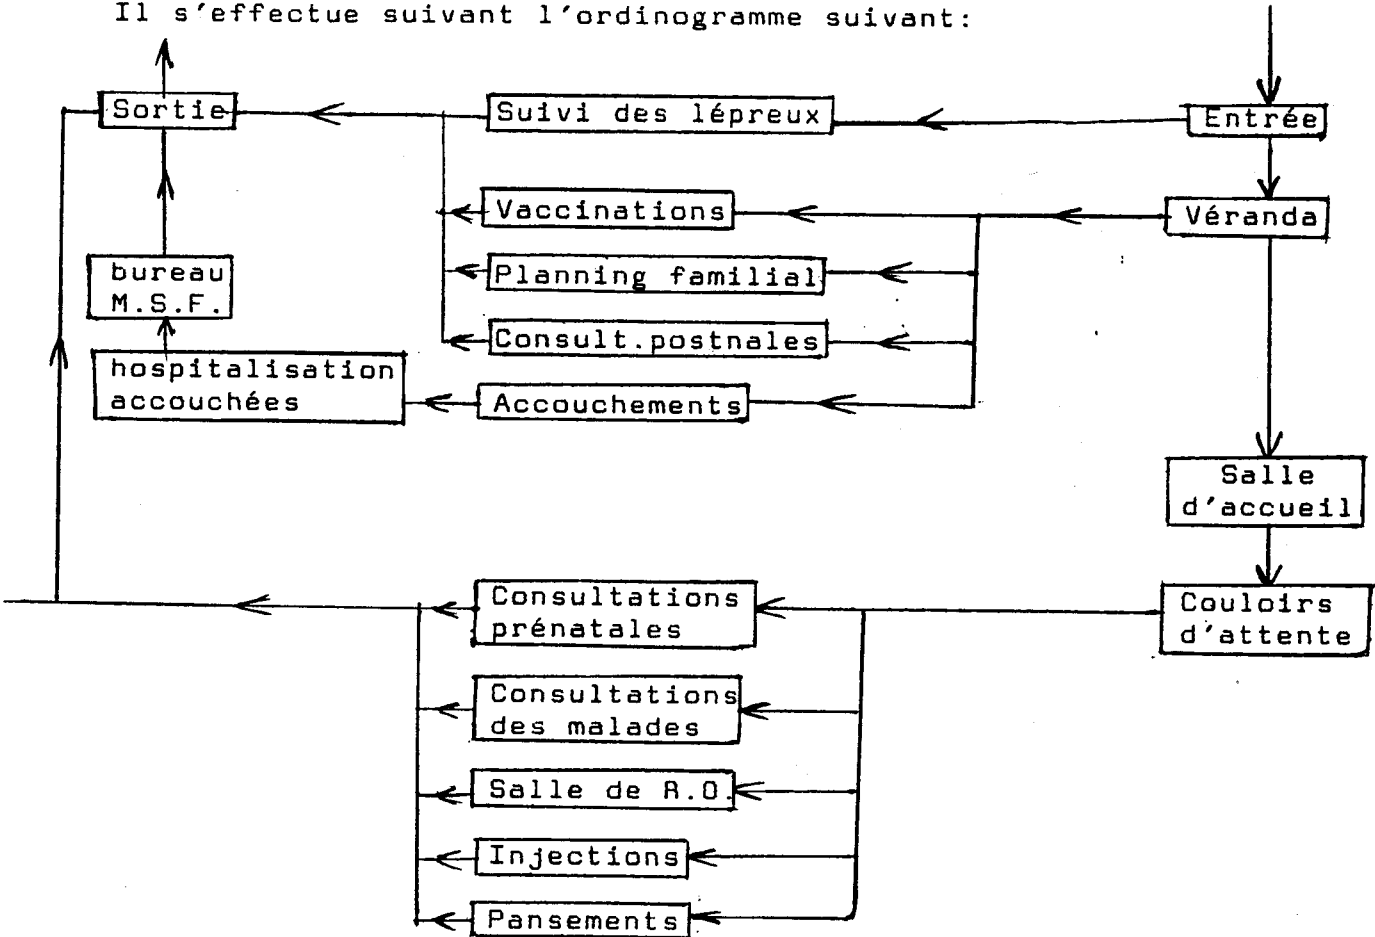 Il s'effectue suivant l'ordinogramme suivant:
Sortie
Suivi des lépreux
Entrée
Vaccinations
Véranda
bureau
M.S.F.
Planning familial
Consult.postnales
hospitalisation
accouchées
Accouchements
Salle
d'accueil
Consultations
prénatales
Couloirs
d'attente
Consultations
des malades
Salle de R.O.
Injections
Pansements